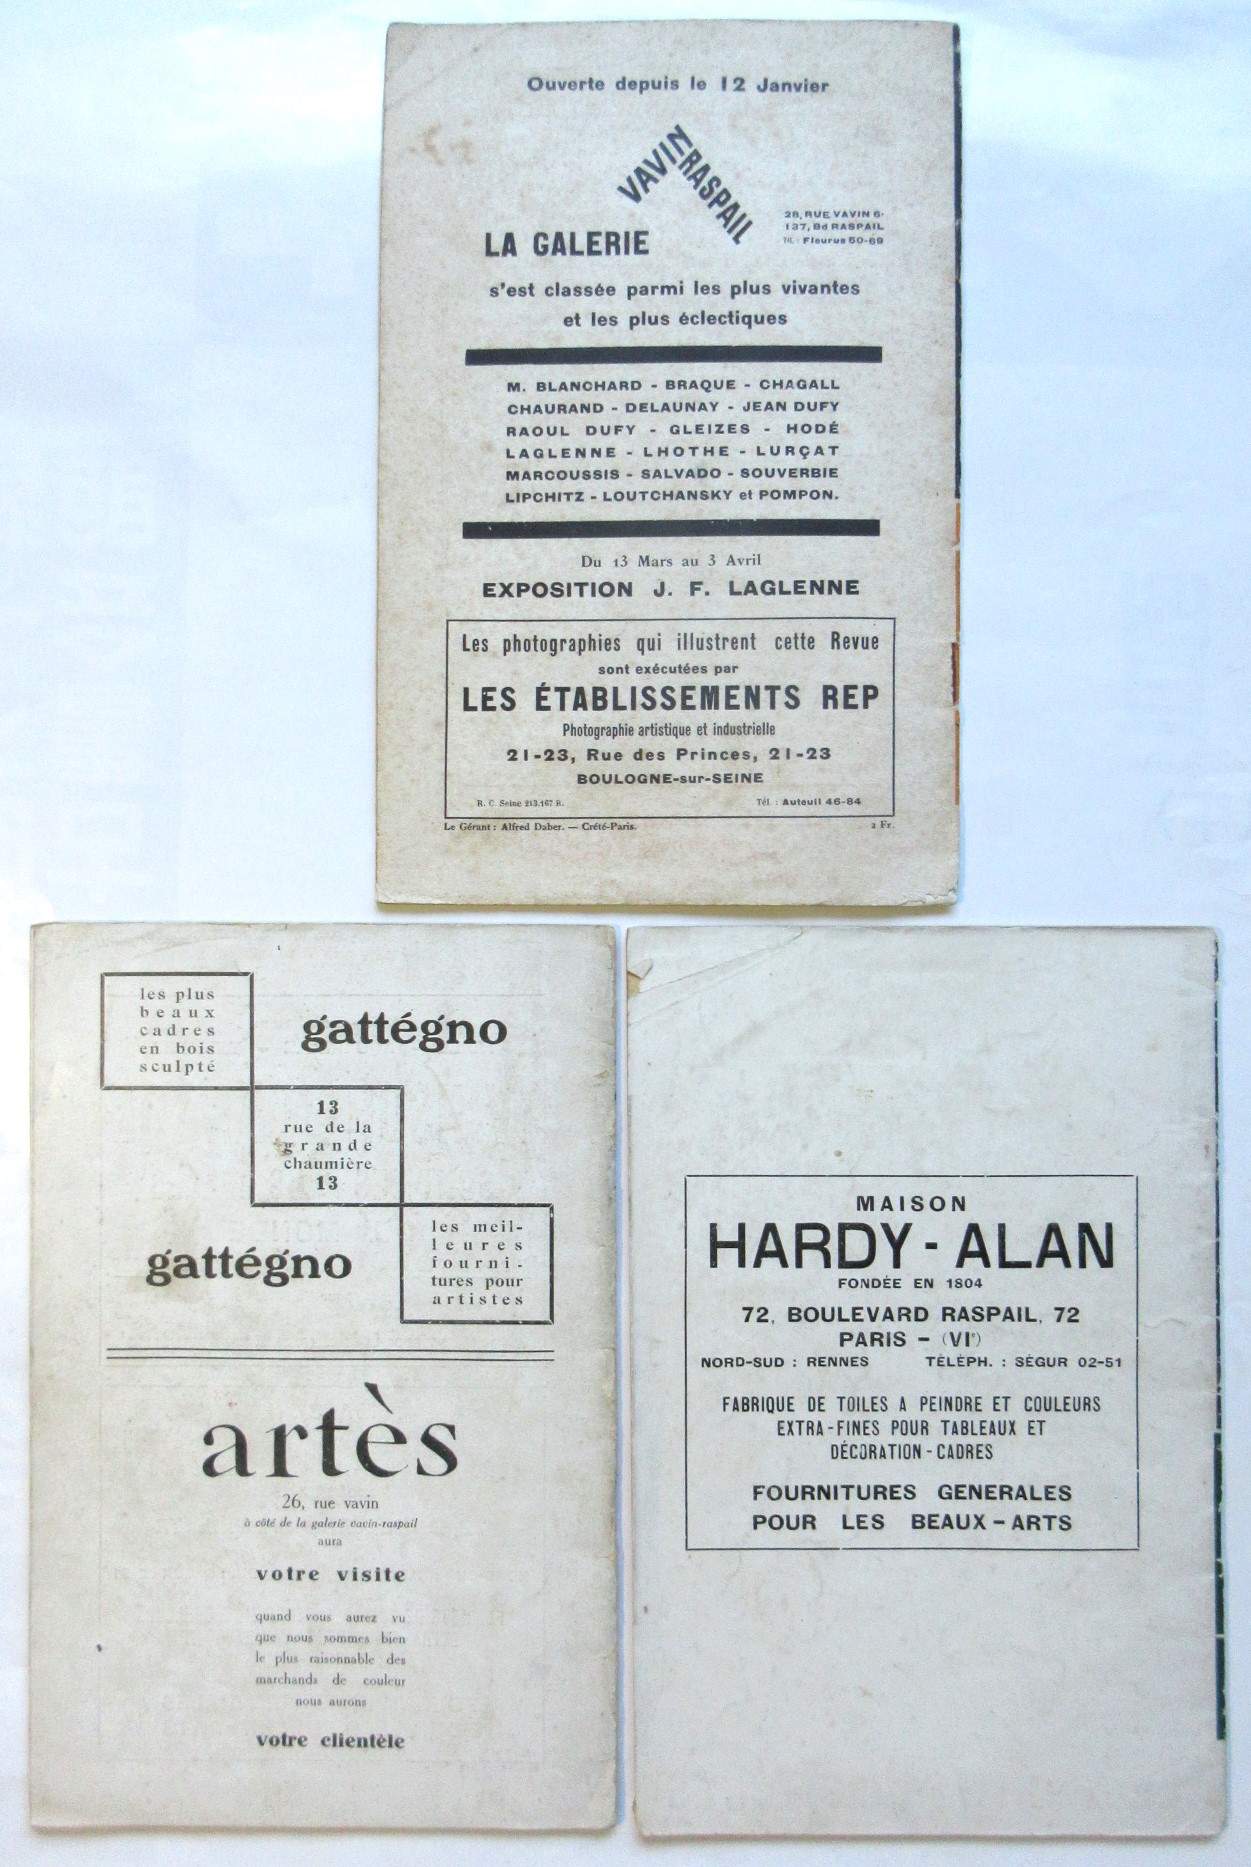 Ouverte depuis le 12 Janvier
VAVIN
RASPAIL
28, RUE VAVIN 6·
137, Bd RASPAIL
Tél. : Fleurus 50-69
LA GALERIE
s'est classée parmi les plus vivantes
et les plus éclectiques
M. BLANCHARD - BRAQUE - CHAGALL
CHAURAND - DELAUNAY - JEAN DUFY
RAOUL DUFY - GLEIZES - HODÉ
LAGLENNE - LHOTHE - LURÇAT
MARCOUSSIS - SALVADO - SOUVERBIE
LIPCHITZ - LOUTCHANSKY et POMPON.
Du 13 Mars au 3 Avril
EXPOSITION J. F. LAGLENNE
Les photographies qui illustrent cette Revue
sont exécutées par
LES ÉTABLISSEMENTS REP
Photographie artistique et industrielle
21-23, Rue des Princes, 21-23
BOULOGNE-sur-SEINE
R. C. Seine 213.167 B. Tél. : Auteuil 46-84
Le Gérant : Alfred Daber. — Crété-Paris. 2 Fr.
les plus
beaux
cadres
en bois
sculpté
gattégno
13
rue de la
grande
chaumière
13
gattégno
les meil-
leures
fourni-
tures pour
artistes
artès
26, rue vavin
à côté de la galerie vavin-raspail
aura
votre visite
quand vous aurez vu
que nous sommes bien
le plus raisonnable des
marchands de couleur
nous aurons
votre clientèle
MAISON
HARDY-ALAN
FONDÉE EN 1804
72, BOULEVARD RASPAIL, 72
PARIS - (VIe)
NORD-SUD : RENNES TÉLÉPH. : SÉGUR 02-51
FABRIQUE DE TOILES A PEINDRE ET COULEURS
EXTRA-FINES POUR TABLEAUX ET
DÉCORATION-CADRES
FOURNITURES GENERALES
POUR LES BEAUX-ARTS